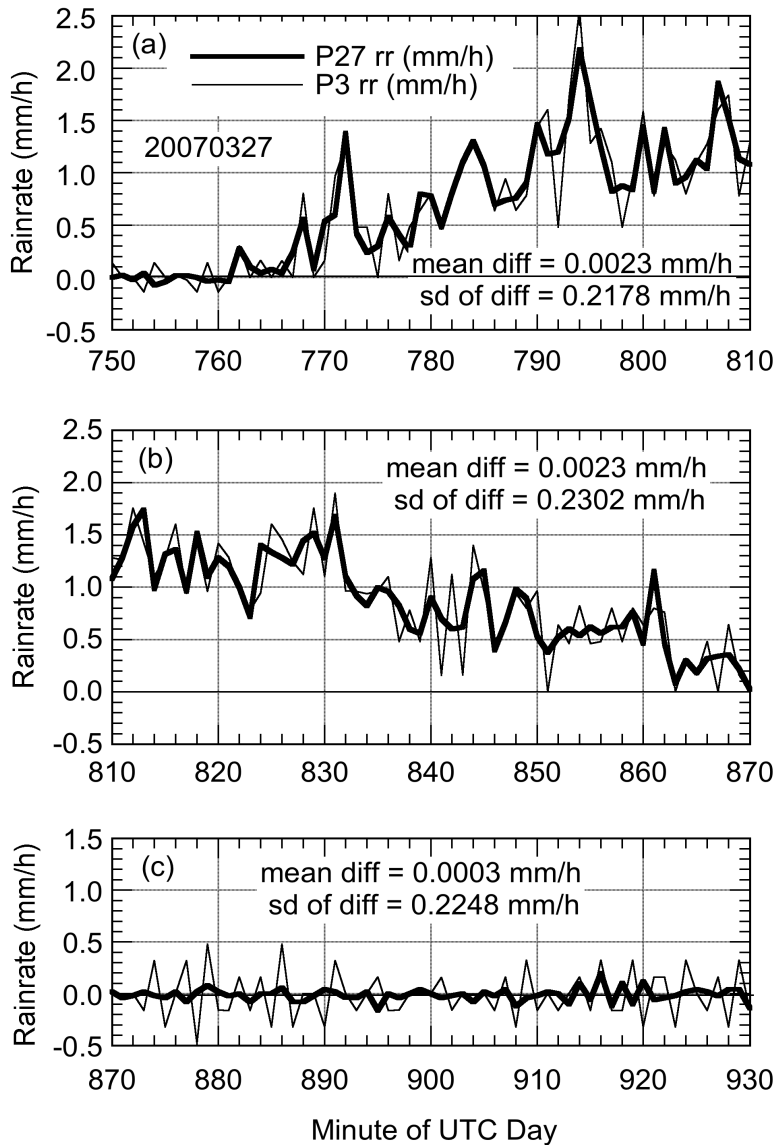 (a)
P27 rr (mm/h)
P3 rr (mm/h)
20070327
mean diff = 0.0023 mm/h
sd of diff = 0.2178 mm/h
Rainrate (mm/h)
2.5
2.0
1.5
1.0
0.5
0.0
-0.5
750 760 770 780 790 800 810
(b)
mean diff = 0.0023 mm/h
sd of diff = 0.2302 mm/h
Rainrate (mm/h)
2.5
2.0
1.5
1.0
0.5
0.0
-0.5
810 820 830 840 850 860 870
(c)
mean diff = 0.0003 mm/h
sd of diff = 0.2248 mm/h
Rainrate (mm/h)
1.5
1.0
0.5
0.0
-0.5
870 880 890 900 910 920 930
Minute of UTC Day